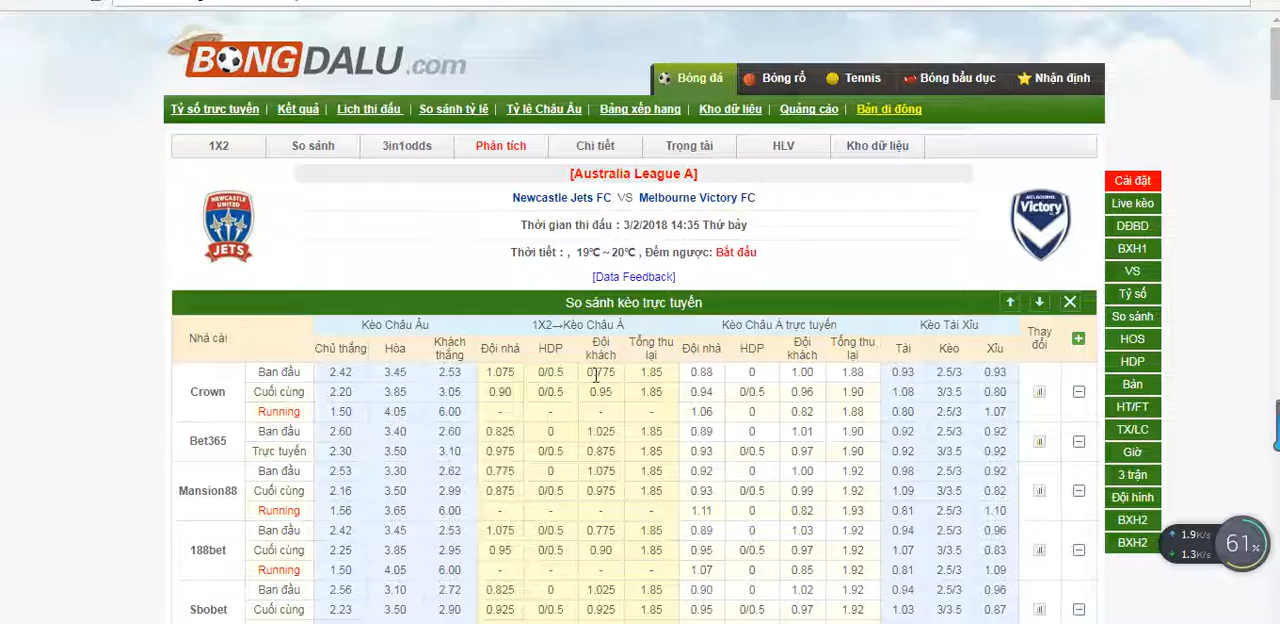 BONGDALU.com
Bóng đá Bóng rổ Tennis Bóng bầu dục Nhận định
Tỷ số trực tuyến | Kết quả | Lịch thi đấu | So sánh tỷ lệ | Tỷ lệ Châu Âu | Bảng xếp hạng | Kho dữ liệu | Quảng cáo | Bản di động
1X2 So sánh 3in1odds Phân tích Chi tiết Trọng tài HLV Kho dữ liệu
[Australia League A]
Newcastle Jets FC VS Melbourne Victory FC
Thời gian thi đấu : 3/2/2018 14:35 Thứ bảy
Thời tiết : , 19℃～20℃ , Đếm ngược: Bắt đầu
[Data Feedback]
NEWCASTLE UNITED JETS
Melbourne Victory
So sánh kèo trực tuyến
Nhà cái Kèo Châu Âu 1X2→Kèo Châu Á Kèo Châu Á trực tuyến Kèo Tài Xỉu Thay đổi
Chủ thắng Hòa Khách thắng Đội nhà HDP Đội khách Tổng thu lại Đội nhà HDP Đội khách Tổng thu lại Tài Kèo Xỉu
Crown
Ban đầu 2.42 3.45 2.53 1.075 0/0.5 0.775 1.85 0.88 0 1.00 1.88 0.93 2.5/3 0.93
Cuối cùng 2.20 3.85 3.05 0.90 0/0.5 0.95 1.85 0.94 0/0.5 0.96 1.90 1.08 3/3.5 0.80
Running 1.50 4.05 6.00 - - - - 1.06 0 0.82 1.83 0.80 2.5/3 1.07
Bet365
Ban đầu 2.60 3.40 2.60 0.825 0 1.025 1.85 0.89 0 1.01 1.90 0.92 2.5/3 0.92
Trực tuyến 2.30 3.50 3.10 0.975 0/0.5 0.875 1.85 0.93 0/0.5 0.97 1.90 0.92 3/3.5 0.92
Mansion88
Ban đầu 2.53 3.30 2.62 0.775 0 1.075 1.85 0.92 0 1.00 1.92 0.98 2.5/3 0.92
Cuối cùng 2.16 3.50 2.99 0.875 0/0.5 0.975 1.85 0.93 0/0.5 0.99 1.92 1.09 3/3.5 0.82
Running 1.56 3.65 6.00 - - - - 1.11 0 0.82 1.93 0.81 2.5/3 1.10
188bet
Ban đầu 2.42 3.45 2.53 1.075 0/0.5 0.775 1.85 0.89 0 1.03 1.92 0.94 2.5/3 0.96
Cuối cùng 2.25 3.85 2.95 0.95 0/0.5 0.90 1.85 0.95 0/0.5 0.97 1.92 1.07 3/3.5 0.83
Running 1.50 4.05 6.00 - - - - 1.07 0 0.85 1.92 0.81 2.5/3 1.09
Sbobet
Ban đầu 2.56 3.10 2.72 0.825 0 1.025 1.85 0.90 0 1.02 1.92 0.94 2.5/3 0.96
Cuối cùng 2.23 3.50 2.90 0.925 0/0.5 0.925 1.85 0.95 0/0.5 0.97 1.92 1.03 3/3.5 0.87
Cài đặt
Live kèo
DĐBD
BXH1
VS
Tỷ số
So sánh
HOS
HDP
Bàn
HT/FT
TX/LC
Giờ
3 trận
Đội hình
BXH2
BXH2
1.9K/s
1.3K/s
61%